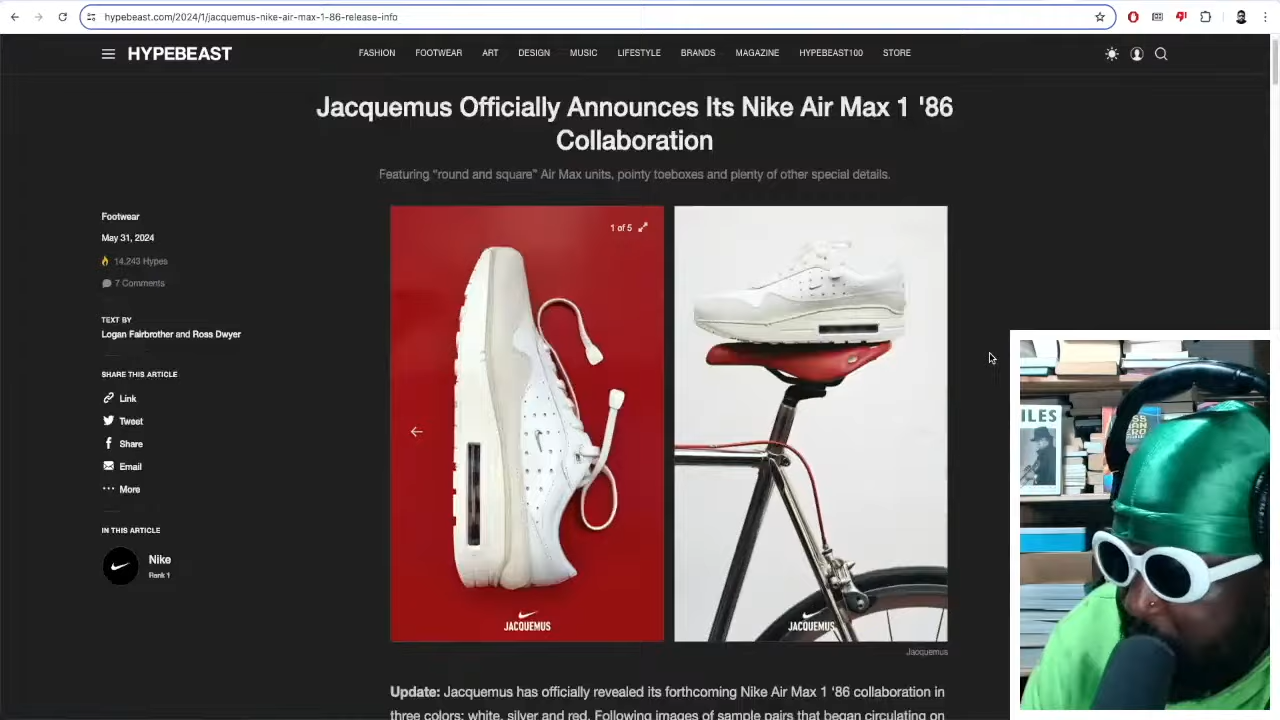 hypebeast.com/2024/1/jacquemus-nike-air-max-1-86-release-info
HYPEBEAST
FASHION FOOTWEAR ART DESIGN MUSIC LIFESTYLE BRANDS MAGAZINE HYPEBEAST100 STORE
Jacquemus Officially Announces Its Nike Air Max 1 '86
Collaboration
Featuring "round and square" Air Max units, pointy toeboxes and plenty of other special details.
Footwear
May 31, 2024
14,243 Hypes
7 Comments
TEXT BY
Logan Fairbrother and Ross Dwyer
SHARE THIS ARTICLE
Link
Tweet
Share
Email
More
IN THIS ARTICLE
Nike
Rank 1
1 of 5
JACQUEMUS
JACQUEMUS
Jacquemus
Update: Jacquemus has officially revealed its forthcoming Nike Air Max 1 '86 collaboration in
three colors: white, silver and red. Following images of sample pairs that began circulating on
ILES